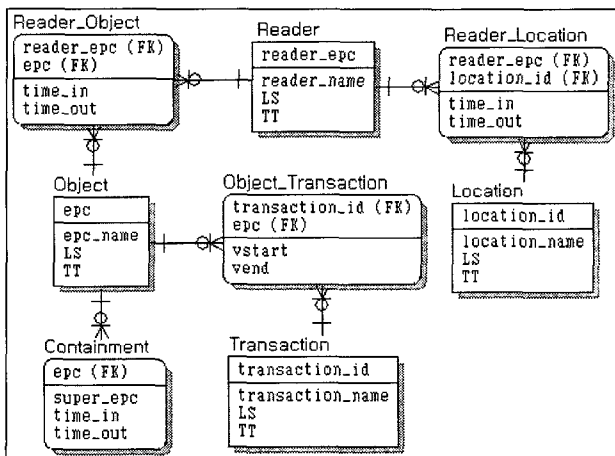 Reader_Object
reader_epc (FK)
epc (FK)
time_in
time_out
Reader
reader_epc
reader_name
LS
TT
Reader_Location
reader_epc (FK)
location_id (FK)
time_in
time_out
Object
epc
epc_name
LS
TT
Object_Transaction
transaction_id (FK)
epc (FK)
vstart
vend
Location
location_id
location_name
LS
TT
Containment
epc (FK)
super_epc
time_in
time_out
Transaction
transaction_id
transaction_name
LS
TT